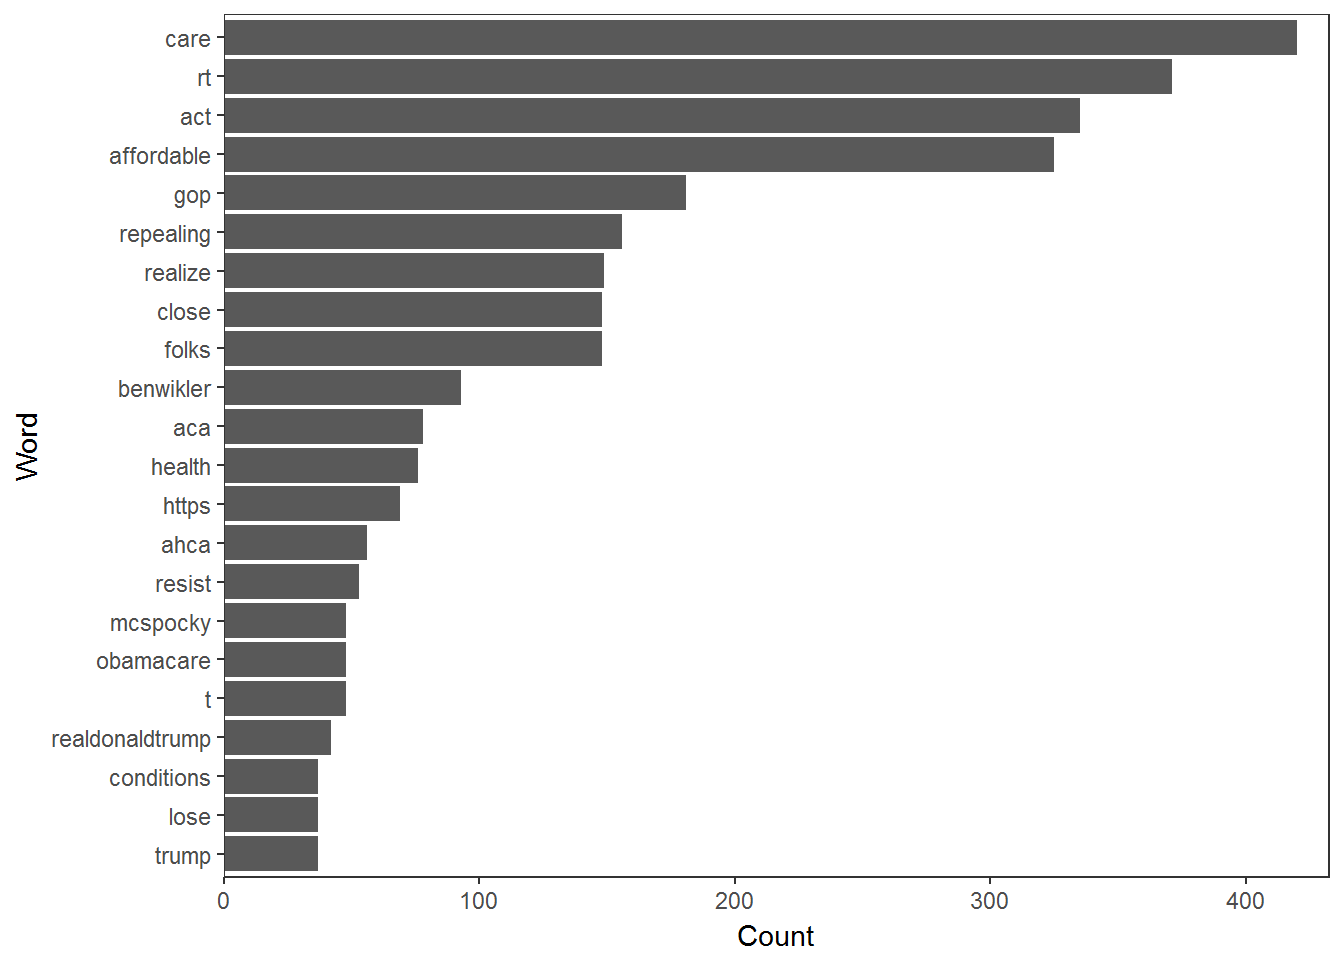 care
rt
act
affordable
gop
repealing
realize
close
folks
benwikler
aca
health
https
ahca
resist
mcspocky
obamacare
t
realdonaldtrump
conditions
lose
trump
Word
0 100 200 300 400
Count